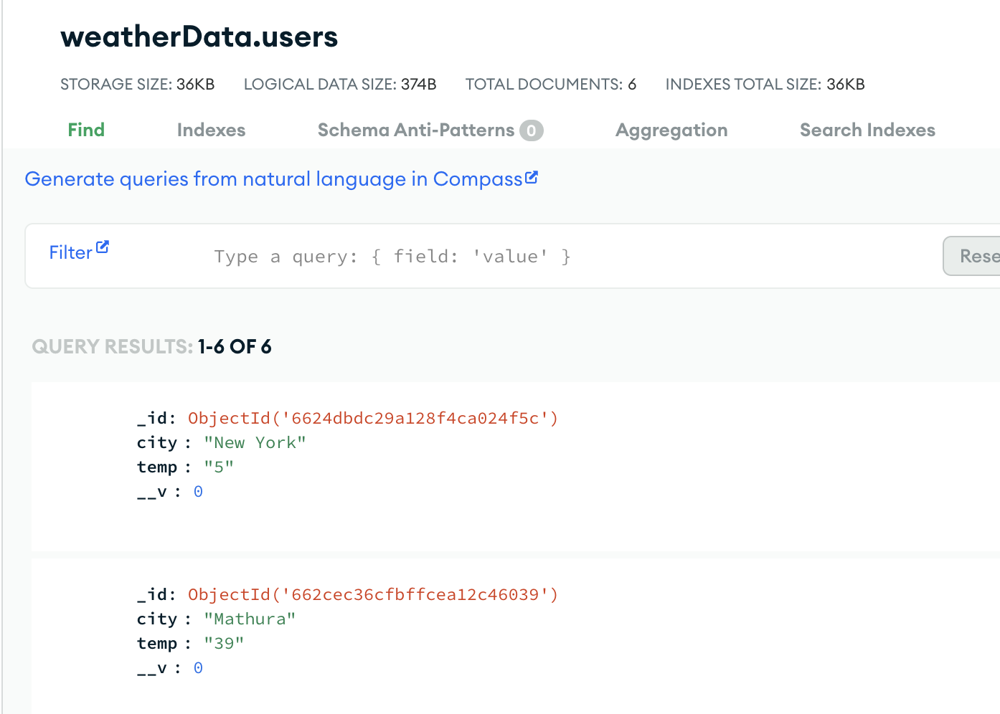 weatherData.users
STORAGE SIZE: 36KB LOGICAL DATA SIZE: 374B TOTAL DOCUMENTS: 6 INDEXES TOTAL SIZE: 36KB
Find Indexes Schema Anti-Patterns 0 Aggregation Search Indexes
Generate queries from natural language in Compass
Filter Type a query: { field: 'value' } Rese
QUERY RESULTS: 1-6 OF 6
_id: ObjectId('6624dbdc29a128f4ca024f5c')
city : "New York"
temp : "5"
__v : 0
_id: ObjectId('662cec36cfbffcea12c46039')
city : "Mathura"
temp : "39"
__v : 0